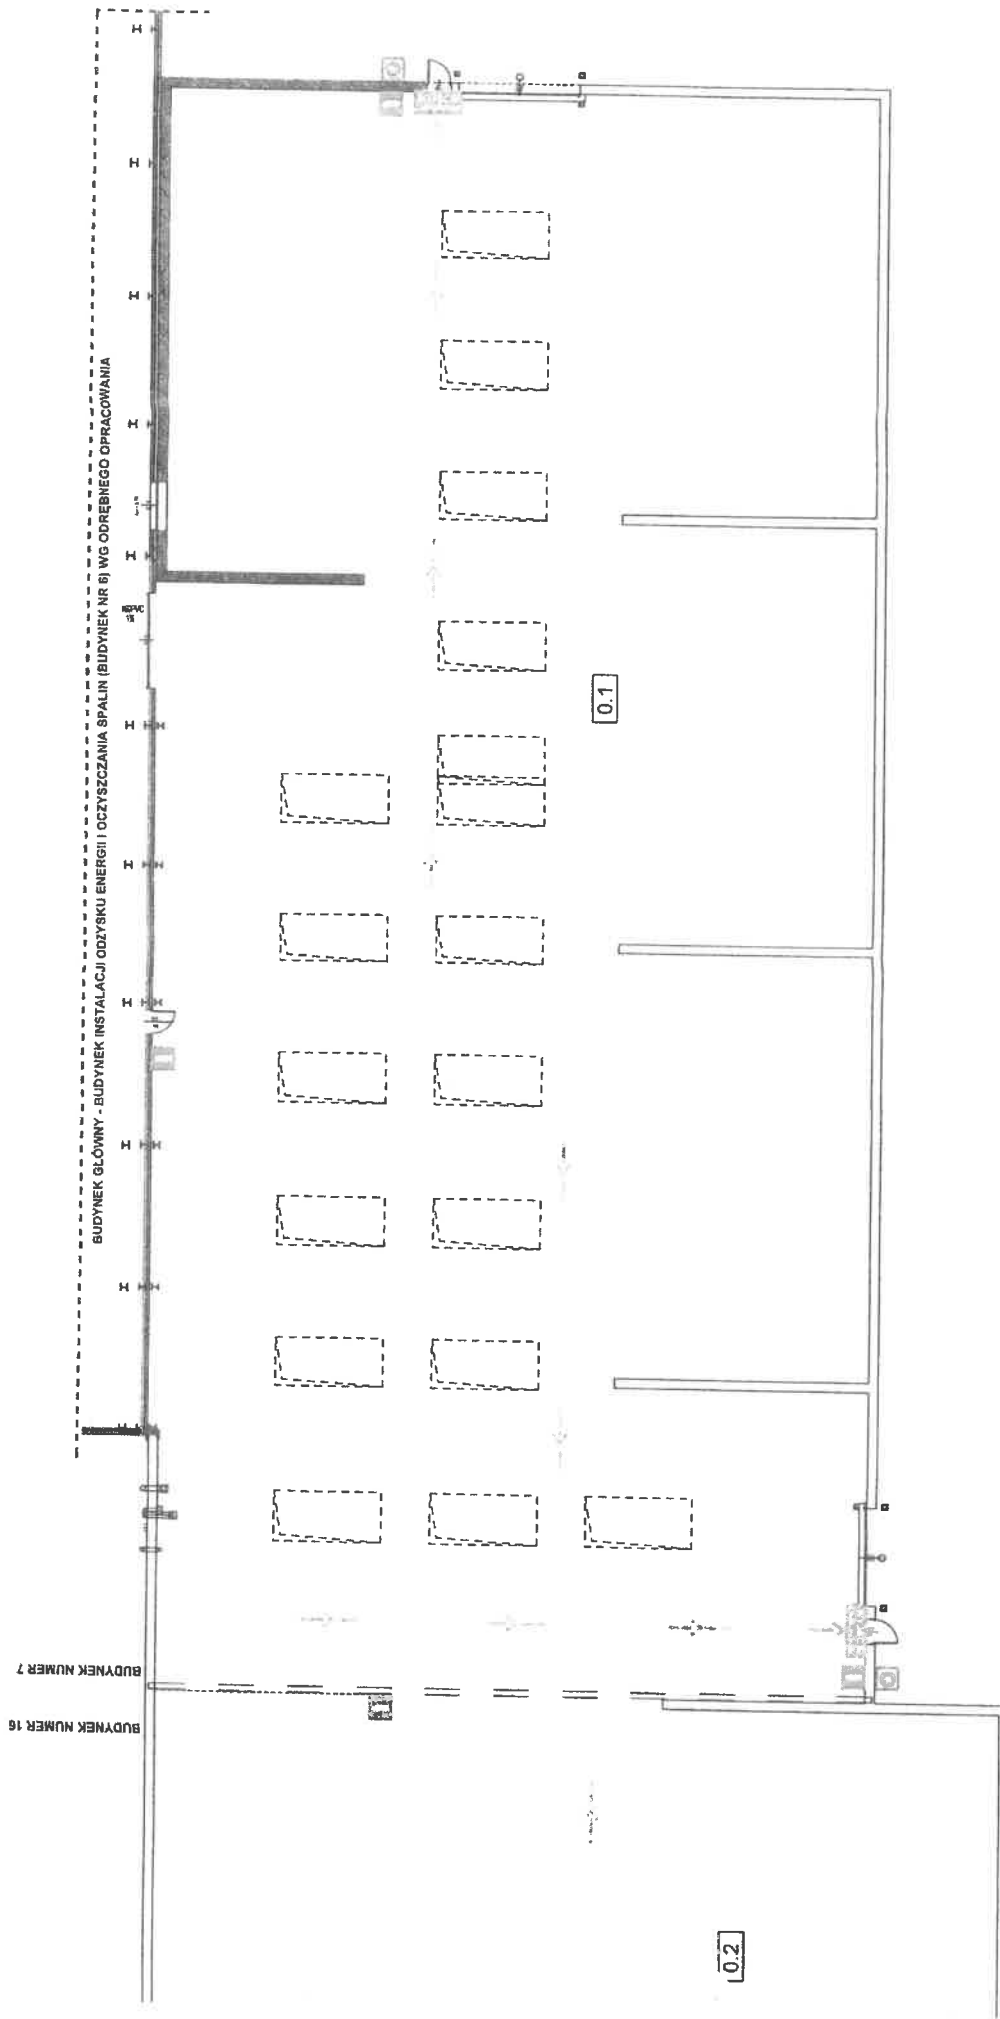 BUDYNEK GŁÓWNY - BUDYNEK INSTALACJI ODZYSKU ENERGII I OCZYSZCZANIA SPALIN (BUDYNEK NR 6) WG ODRĘBNEGO OPRACOWANIA
0.1
BUDYNEK NUMER 7
BUDYNEK NUMER 16
0.2